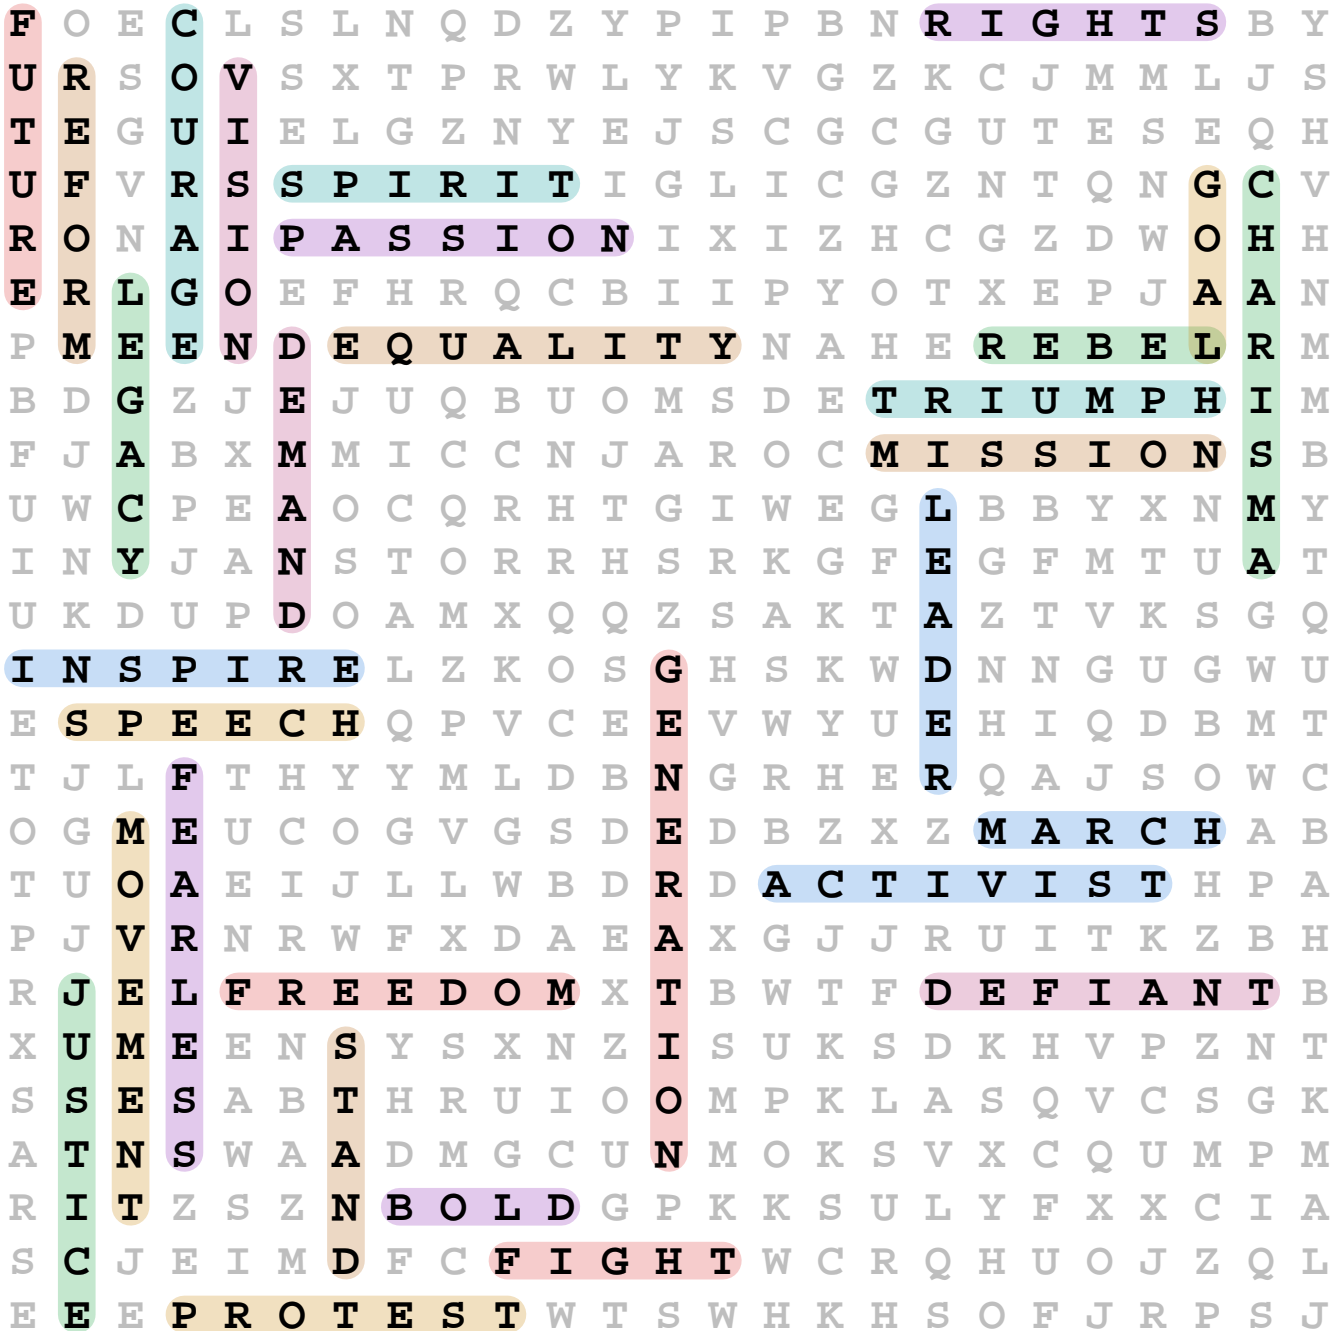 F O E C L S L N Q D Z Y P I P B N R I G H T S B Y
U R S O V S X T P R W L Y K V G Z K C J M M L J S
T E G U I E L G Z N Y E J S C G C G U T E S E Q H
U F V R S S P I R I T I G L I C G Z N T Q N G C V
R O N A I P A S S I O N I X I Z H C G Z D W O H H
E R L G O E F H R Q C B I I P Y O T X E P J A A N
P M E E N D E Q U A L I T Y N A H E R E B E L R M
B D G Z J E J U Q B U O M S D E T R I U M P H I M
F J A B X M M I C C N J A R O C M I S S I O N S B
U W C P E A O C Q R H T G I W E G L B B Y X N M Y
I N Y J A N S T O R R H S R K G F E G F M T U A T
U K D U P D O A M X Q Q Z S A K T A Z T V K S G Q
I N S P I R E L Z K O S G H S K W D N N G U G W U
E S P E E C H Q P V C E E V W Y U E H I Q D B M T
T J L F T H Y Y M L D B N G R H E R Q A J S O W C
O G M E U C O G V G S D E D B Z X Z M A R C H A B
T U O A E I J L L W B D R D A C T I V I S T H P A
P J V R N R W F X D A E A X G J J R U I T K Z B H
R J E L F R E E D O M X T B W T F D E F I A N T B
X U M E E N S Y S X N Z I S U K S D K H V P Z N T
S S E S A B T H R U I O O M P K L A S Q V C S G K
A T N S W A A D M G C U N M O K S V X C Q U M P M
R I T Z S Z N B O L D G P K K S U L Y F X X C I A
S C J E I M D F C F I G H T W C R Q H U O J Z Q L
E E E P R O T E S T W T S W H K H S O F J R P S J